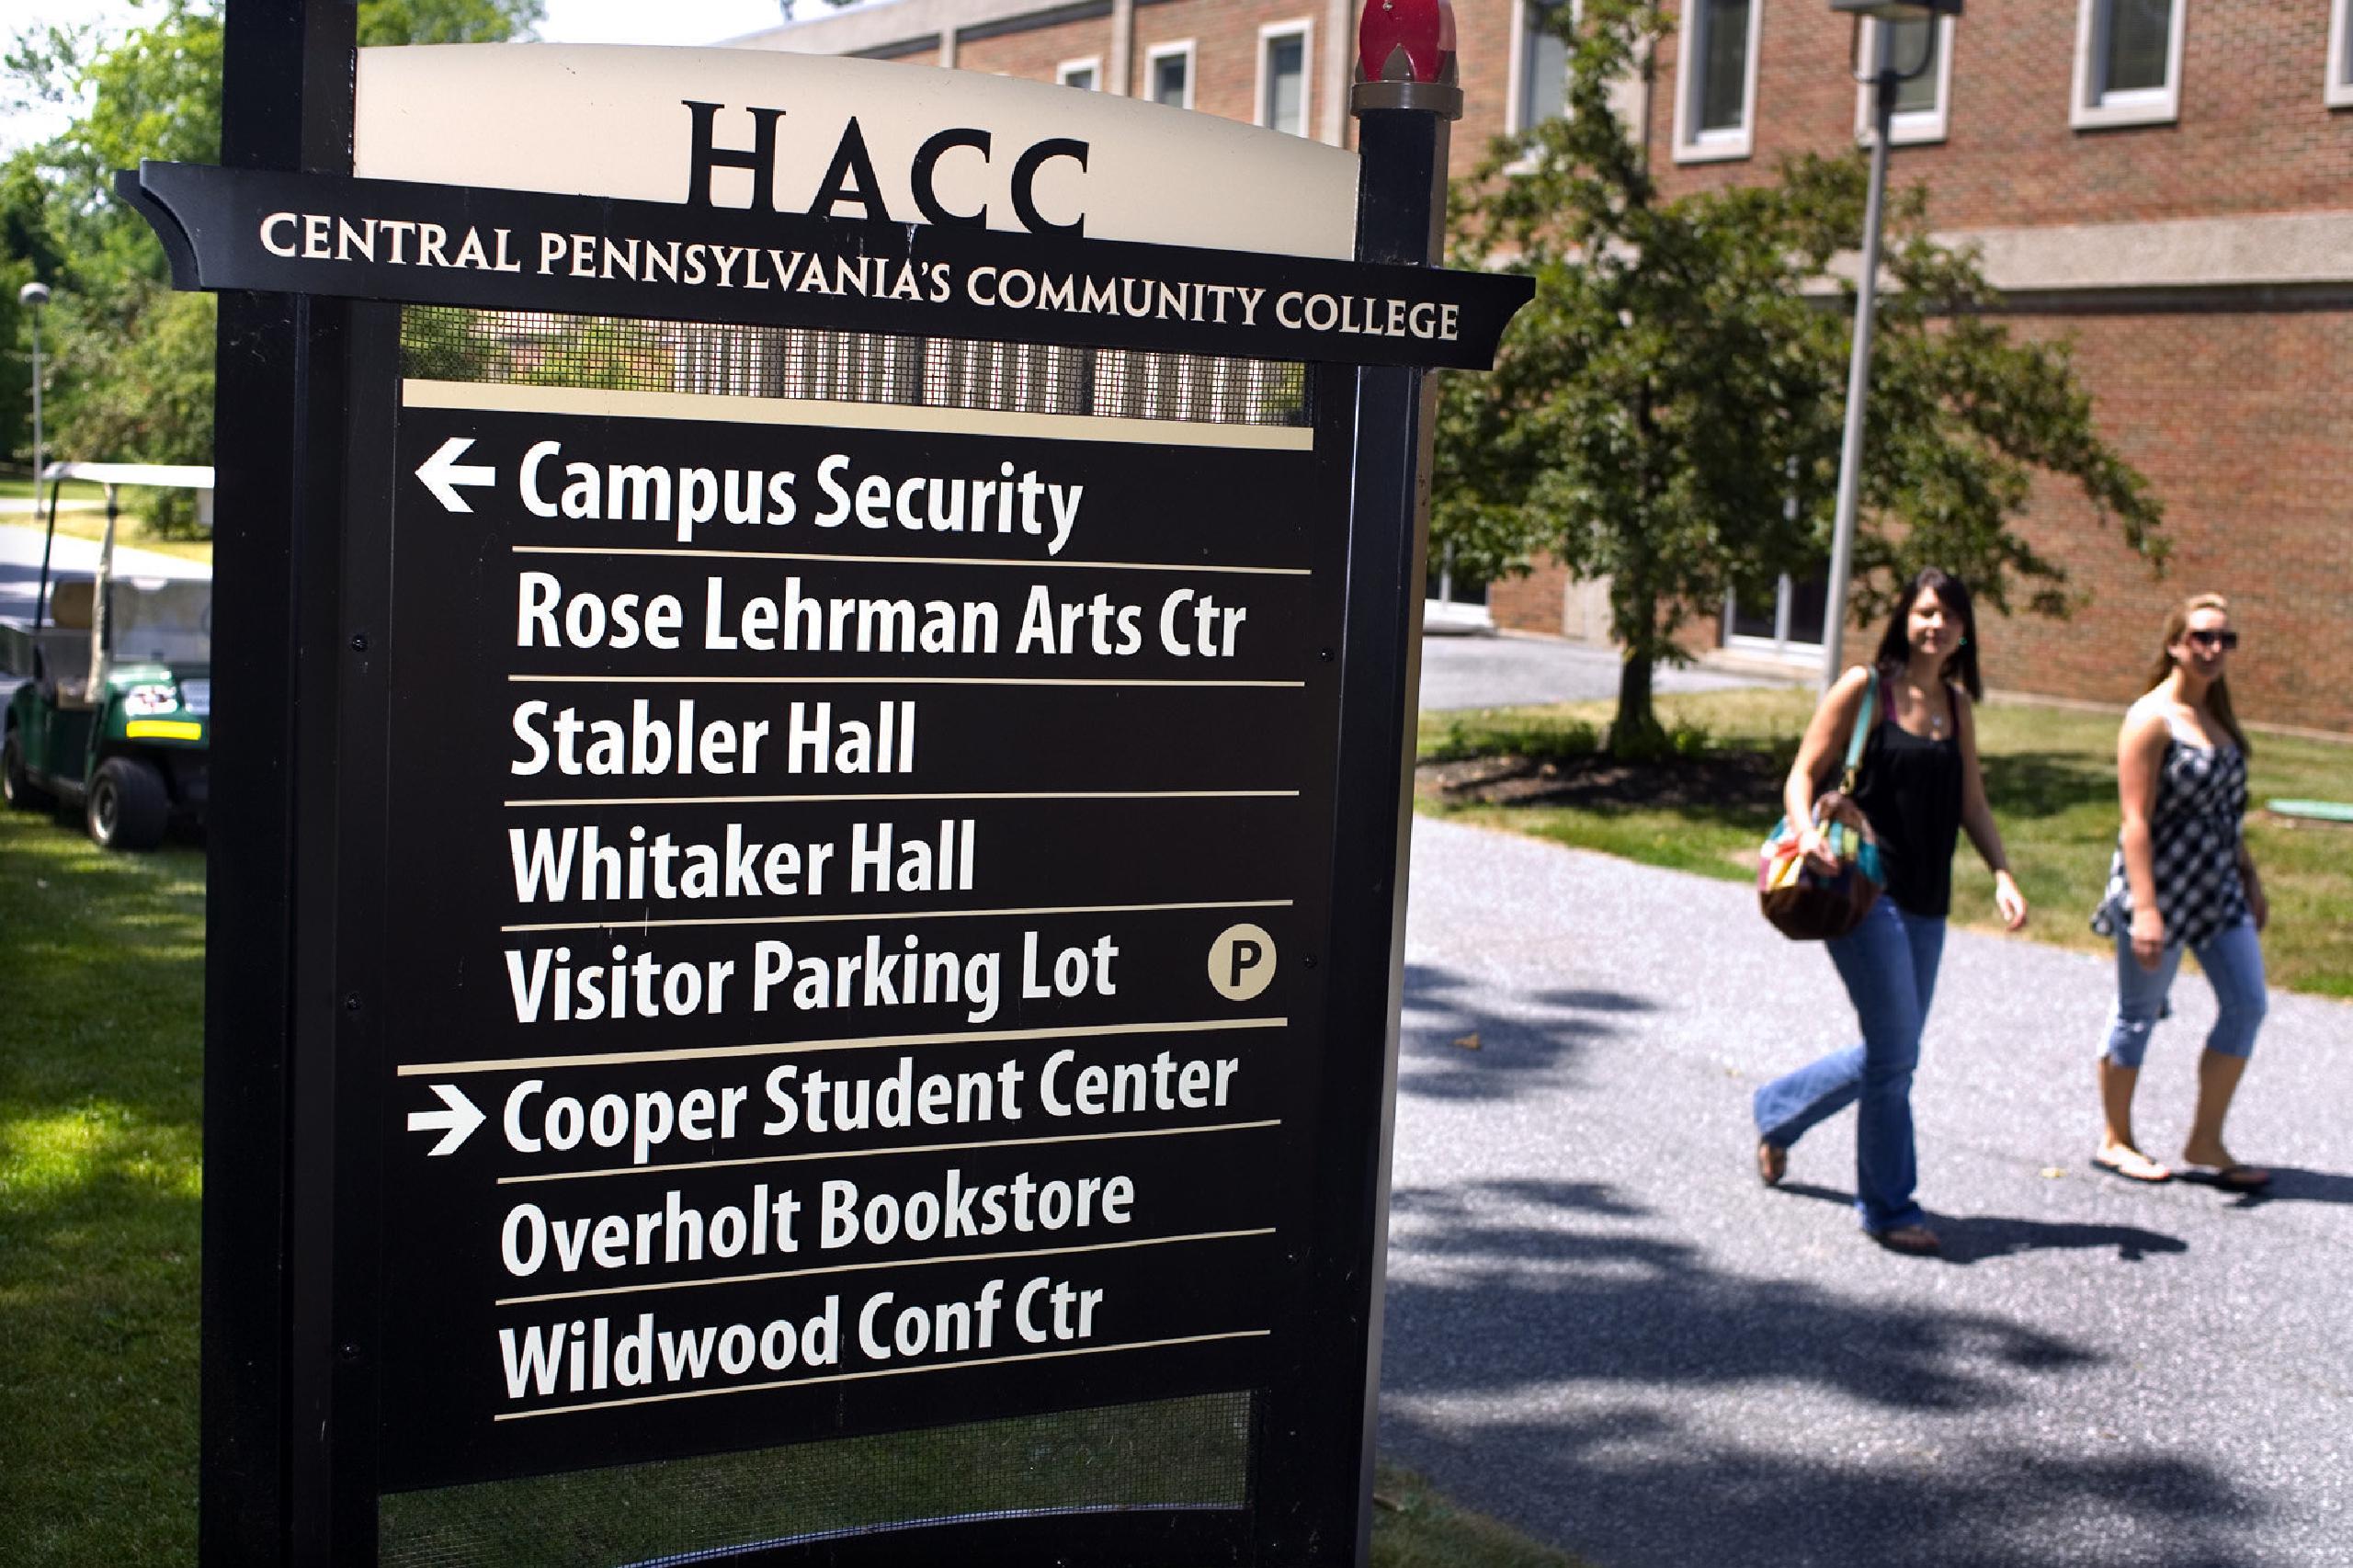 HACC
CENTRAL PENNSYLVANIA'S COMMUNITY COLLEGE
← Campus Security
Rose Lehrman Arts Ctr
Stabler Hall
Whitaker Hall
Visitor Parking Lot P
→ Cooper Student Center
Overholt Bookstore
Wildwood Conf Ctr